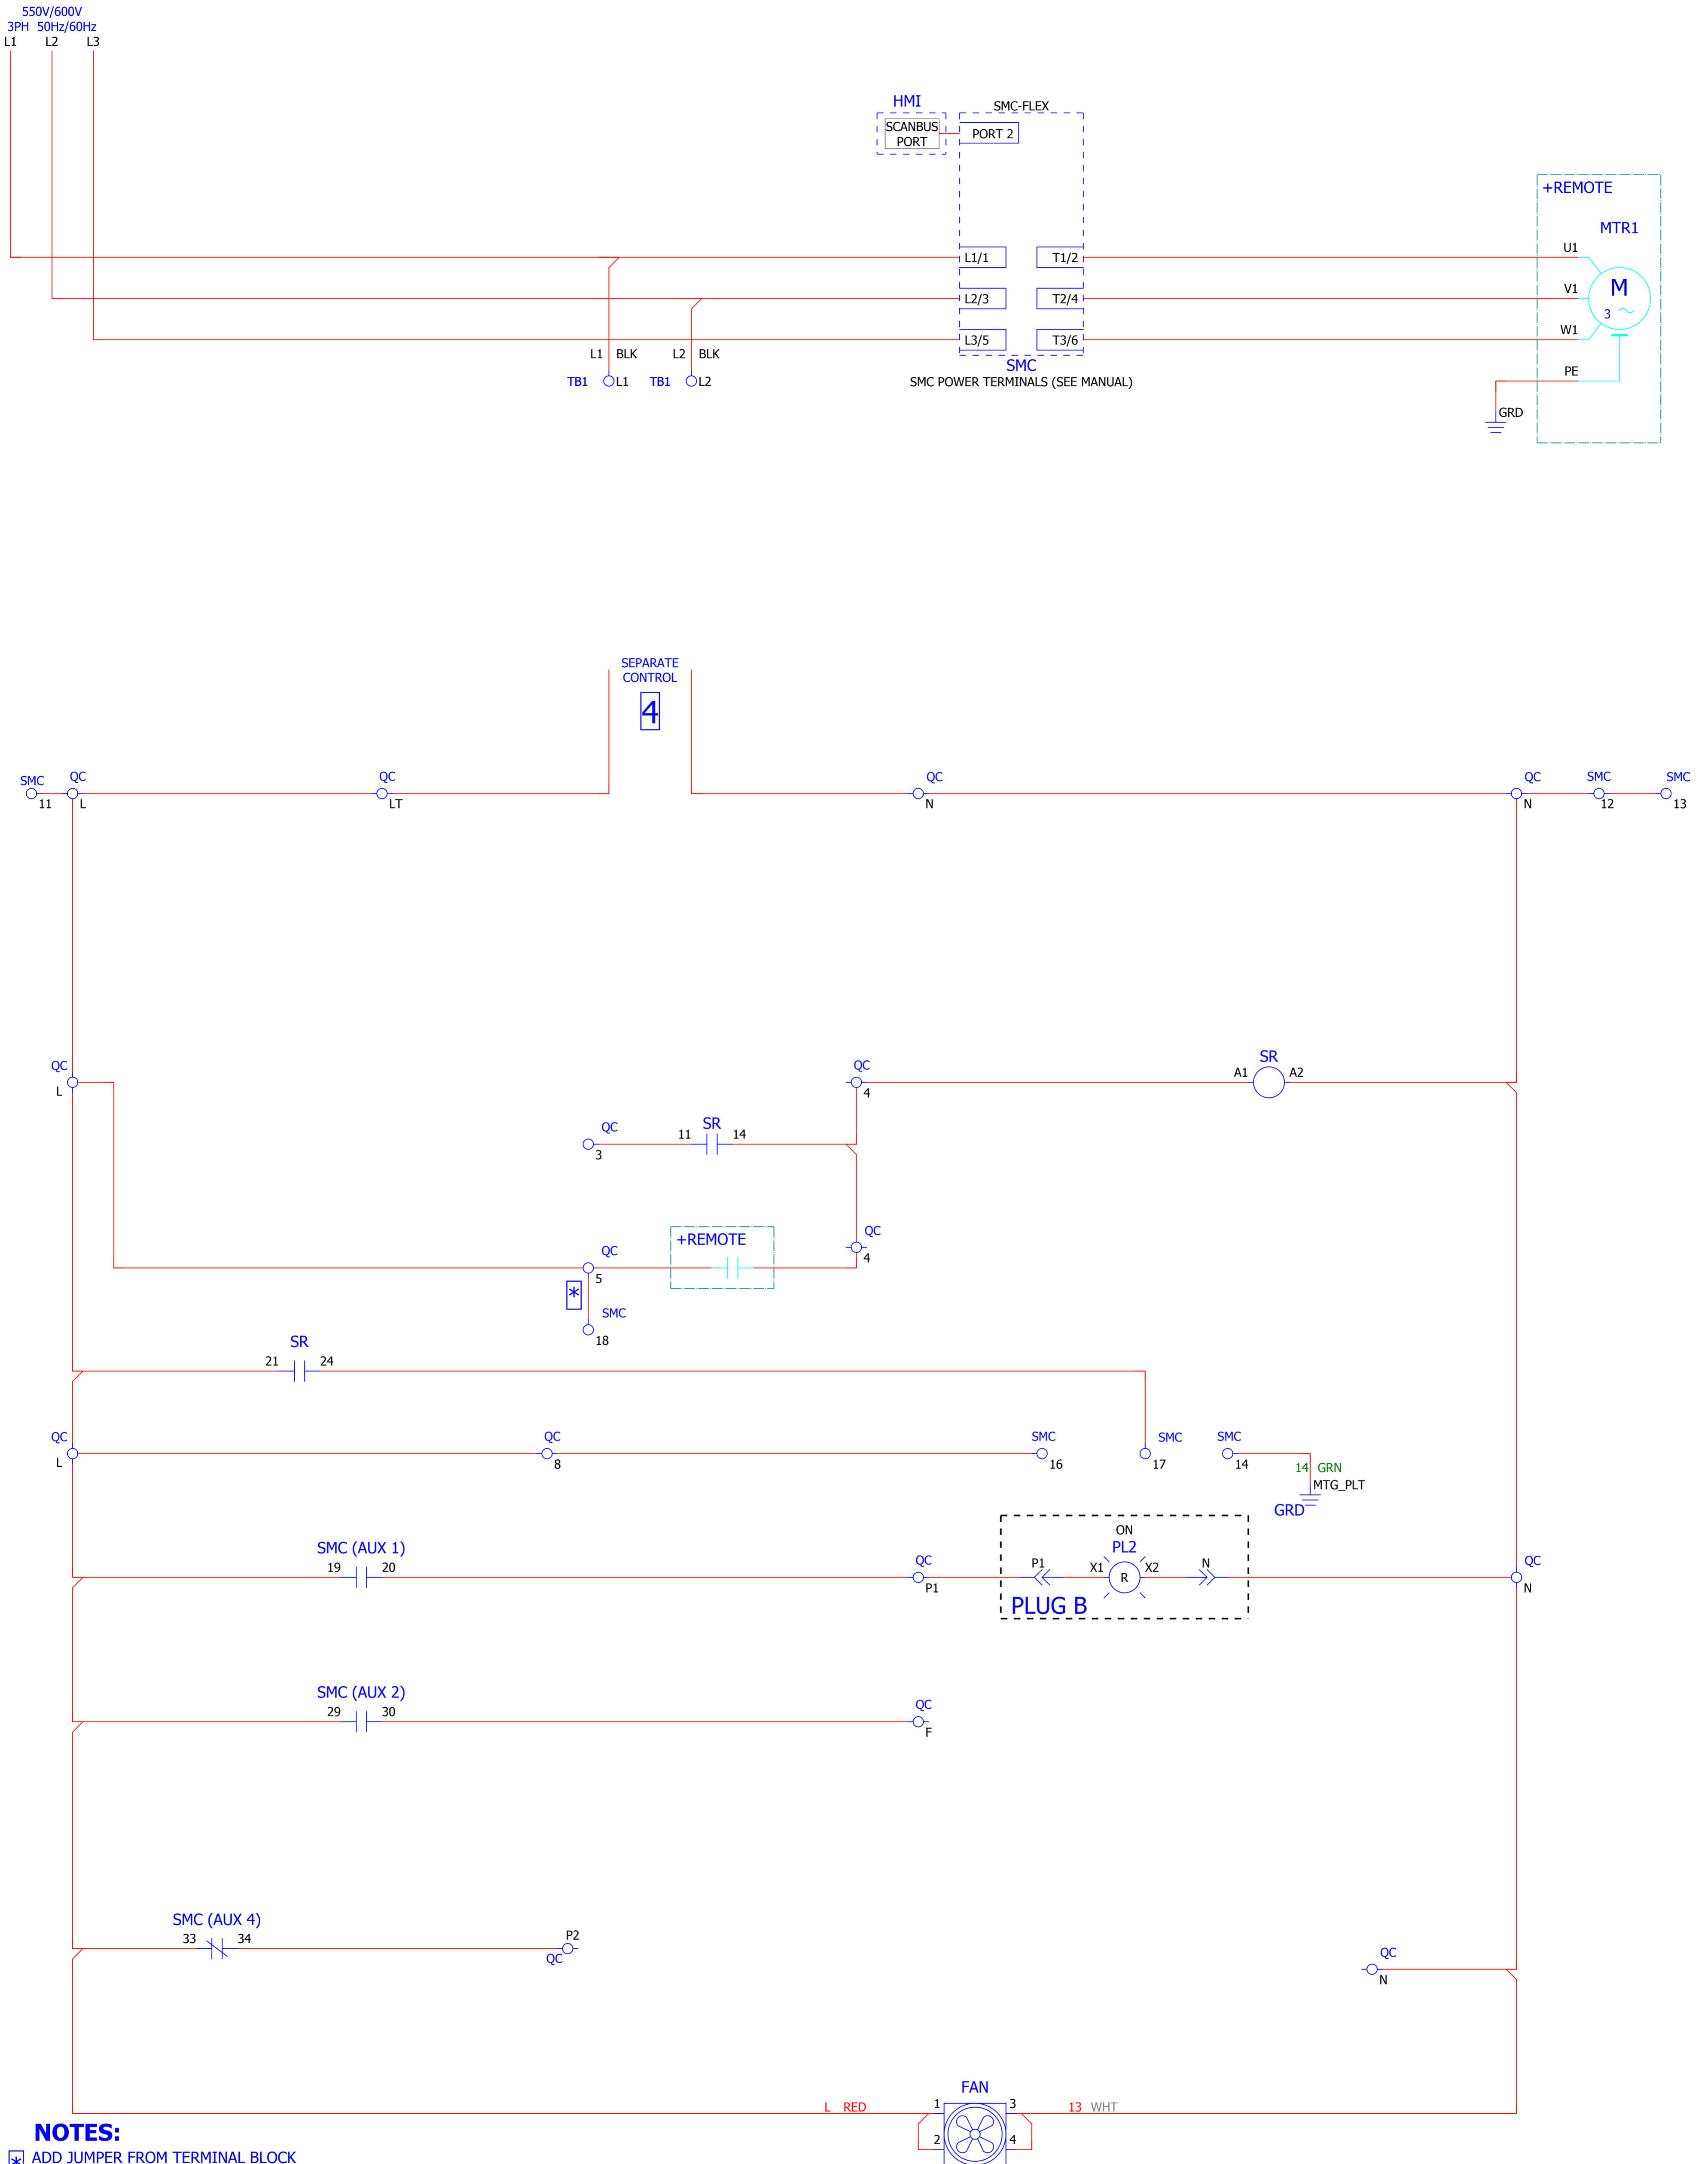 550V/600V
3PH 50Hz/60Hz
L1 L2 L3
HMI
SCANBUS
PORT
SMC-FLEX
PORT 2
L1/1 T1/2
L2/3 T2/4
L3/5 T3/6
SMC
SMC POWER TERMINALS (SEE MANUAL)
+REMOTE
MTR1
U1
V1
W1
PE
M
3
GRD
L1 BLK L2 BLK
TB1 L1 TB1 L2
SEPARATE
CONTROL
4
SMC QC QC QC QC SMC SMC
11 L LT N N 12 13
QC QC SR
L 4 A1 A2
QC SR
3 11 14
QC
4
QC +REMOTE
5
* SMC
18
SR
21 24
QC QC SMC SMC SMC
L 8 16 17 14
14 GRN
MTG_PLT
GRD
SMC (AUX 1)
19 20
QC
P1
ON
PL2
P1 X1 R X2 N
PLUG B
QC
N
SMC (AUX 2)
29 30
QC
F
SMC (AUX 4)
33 34
P2
QC
QC
N
FAN
L RED 1 3 13 WHT
2 4
NOTES:
* ADD JUMPER FROM TERMINAL BLOCK